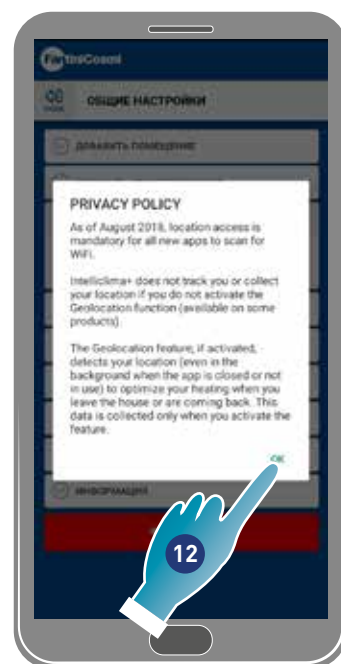 FantiniCosmi
ОБЩИЕ НАСТРОЙКИ
ДОБАВИТЬ ПОМЕЩЕНИЕ
PRIVACY POLICY
As of August 2018, location access is
mandatory for all new apps to scan for
WiFi.
Intelliclima+ does not track you or collect
your location if you do not activate the
Geolocation function (available on some
products).
The Geolocation feature, if activated,
detects your location (even in the
background when the app is closed or not
in use) to optimize your heating when you
leave the house or are coming back. This
data is collected only when you activate the
feature.
OK
ИНФОРМАЦИЯ
12